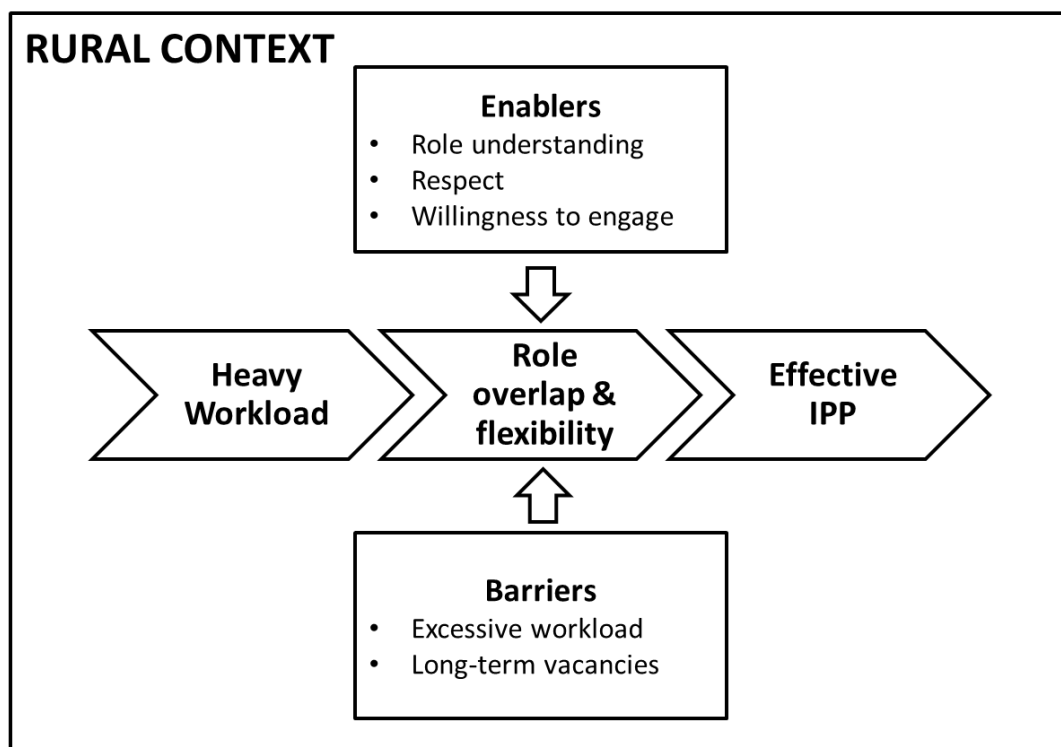 RURAL CONTEXT
Enablers
• Role understanding
• Respect
• Willingness to engage
Heavy
Workload
Role
overlap &
flexibility
Effective
IPP
Barriers
• Excessive workload
• Long-term vacancies